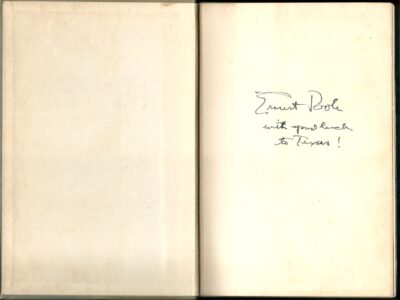 Ernest Poole
with good luck
to Texas!